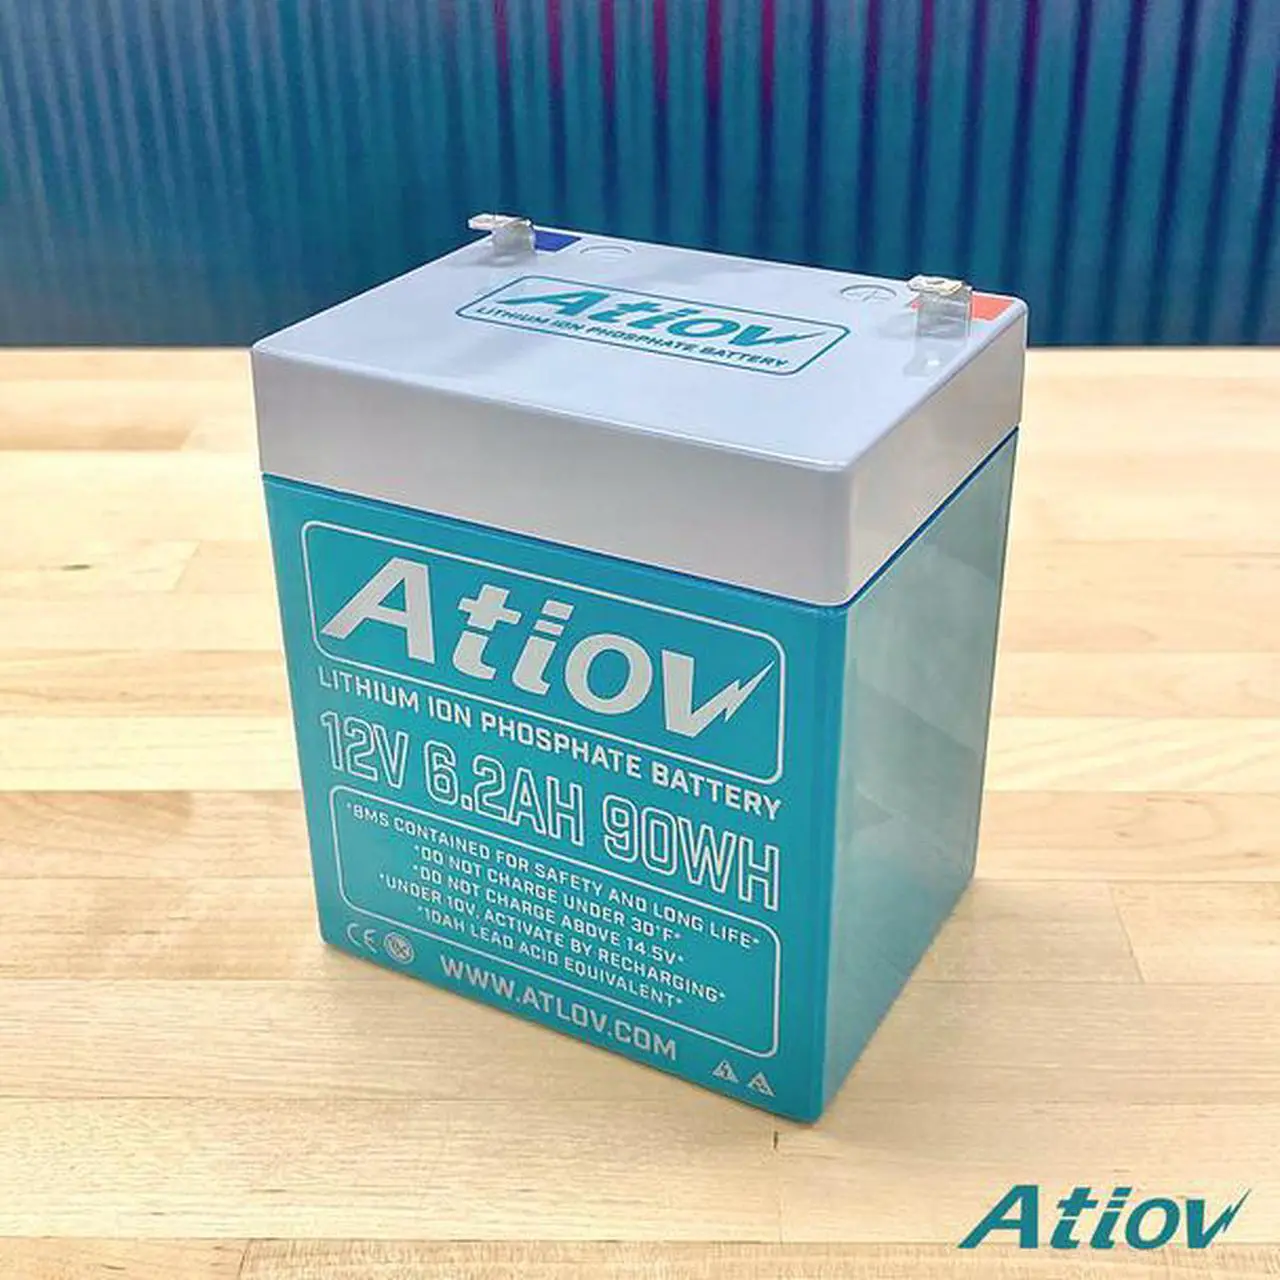 Atiov
LITHIUM ION PHOSPHATE BATTERY
Atiov
LITHIUM ION PHOSPHATE BATTERY
12V 6.2AH 90WH
*BMS CONTAINED FOR SAFETY AND LONG LIFE*
*DO NOT CHARGE UNDER 30°F*
*DO NOT CHARGE ABOVE 14.5V*
*UNDER 10V, ACTIVATE BY RECHARGING*
*10AH LEAD ACID EQUIVALENT*
CE
WWW.ATLOV.COM
Atiov